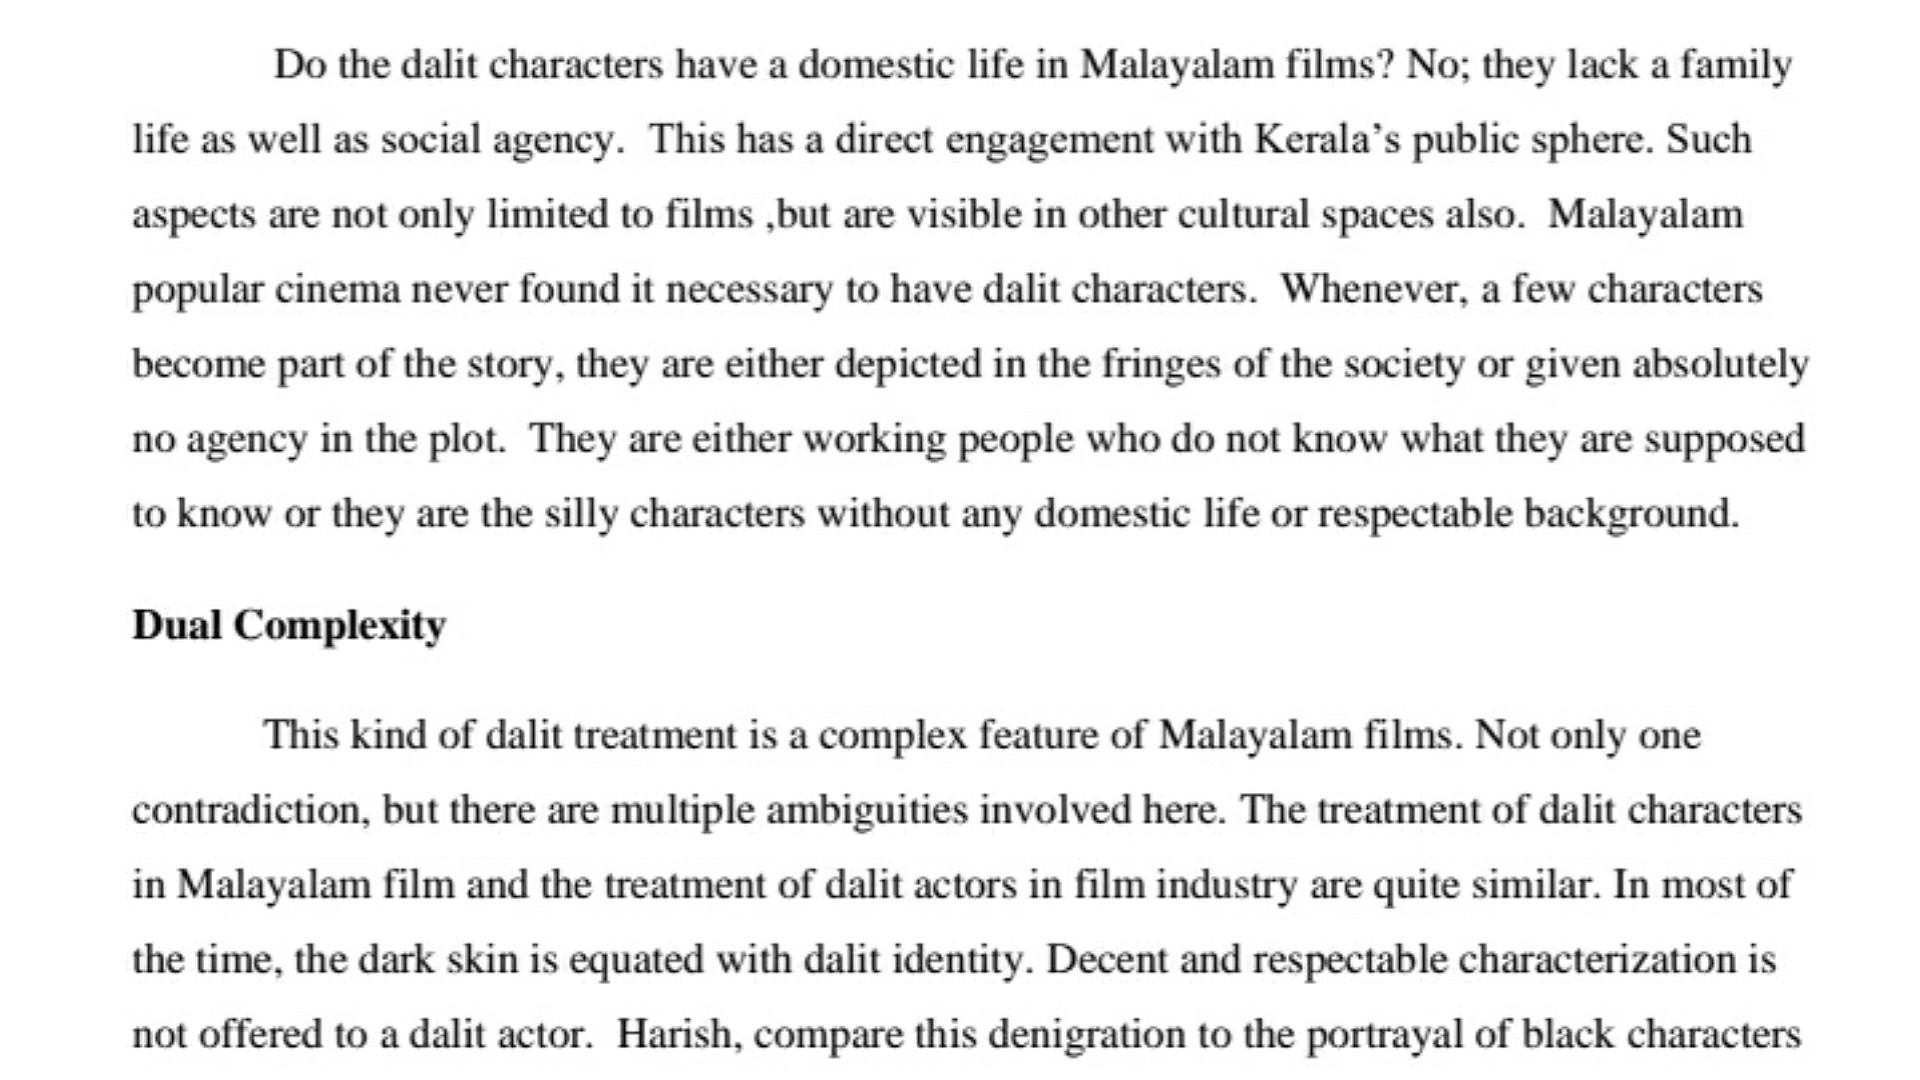 Do the dalit characters have a domestic life in Malayalam films? No; they lack a family
life as well as social agency.  This has a direct engagement with Kerala’s public sphere. Such
aspects are not only limited to films ,but are visible in other cultural spaces also.  Malayalam
popular cinema never found it necessary to have dalit characters.  Whenever, a few characters
become part of the story, they are either depicted in the fringes of the society or given absolutely
no agency in the plot.  They are either working people who do not know what they are supposed
to know or they are the silly characters without any domestic life or respectable background.
Dual Complexity
This kind of dalit treatment is a complex feature of Malayalam films. Not only one
contradiction, but there are multiple ambiguities involved here. The treatment of dalit characters
in Malayalam film and the treatment of dalit actors in film industry are quite similar. In most of
the time, the dark skin is equated with dalit identity. Decent and respectable characterization is
not offered to a dalit actor.  Harish, compare this denigration to the portrayal of black characters